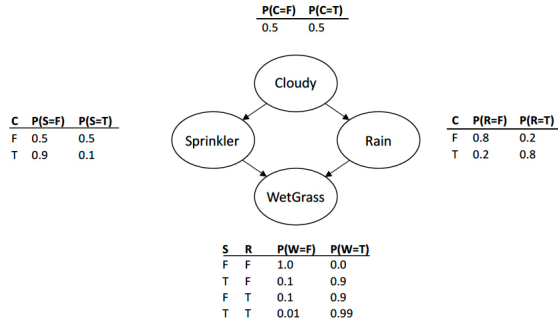 P(C=F) P(C=T)
0.5 0.5
Cloudy
C P(S=F) P(S=T)
F 0.5 0.5
T 0.9 0.1
Sprinkler
Rain
C P(R=F) P(R=T)
F 0.8 0.2
T 0.2 0.8
WetGrass
S R P(W=F) P(W=T)
F F 1.0 0.0
T F 0.1 0.9
F T 0.1 0.9
T T 0.01 0.99